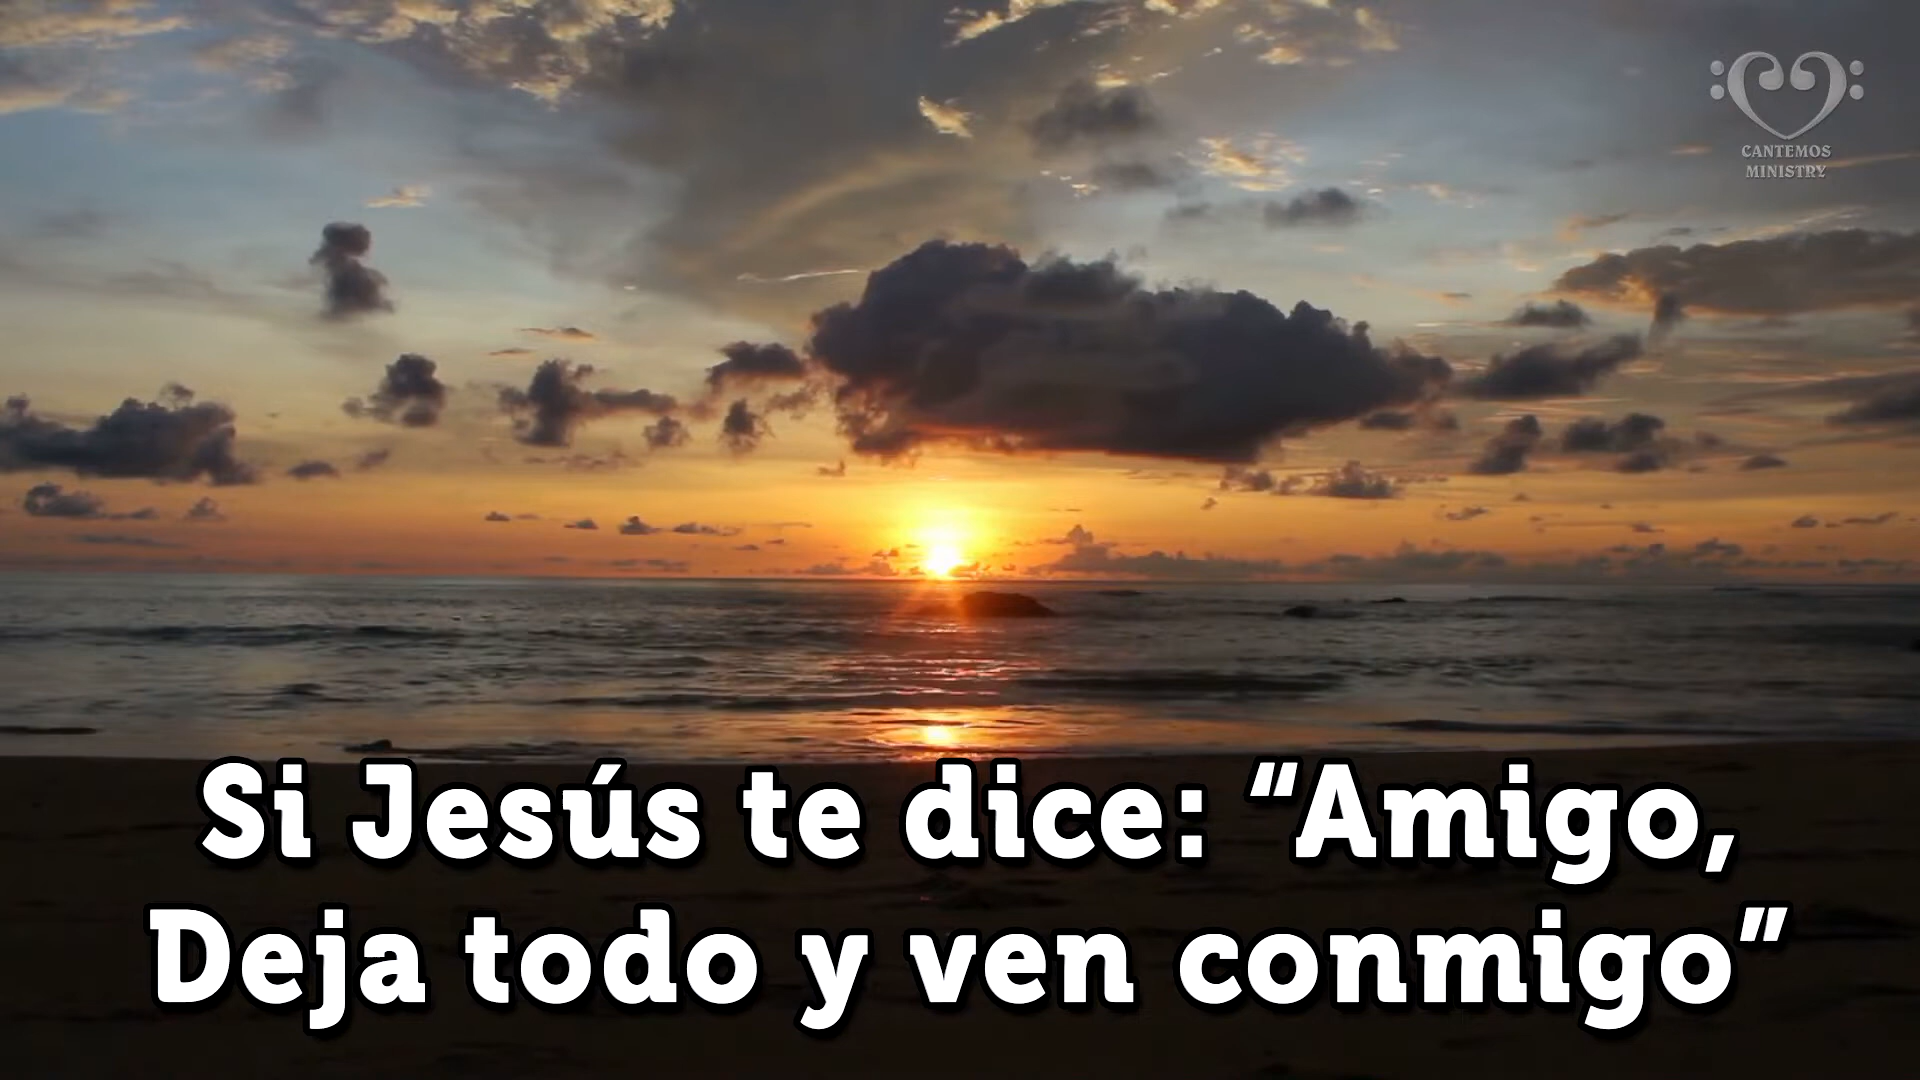 CANTEMOS
MINISTRY
Si Jesús te dice: “Amigo,
Deja todo y ven conmigo”